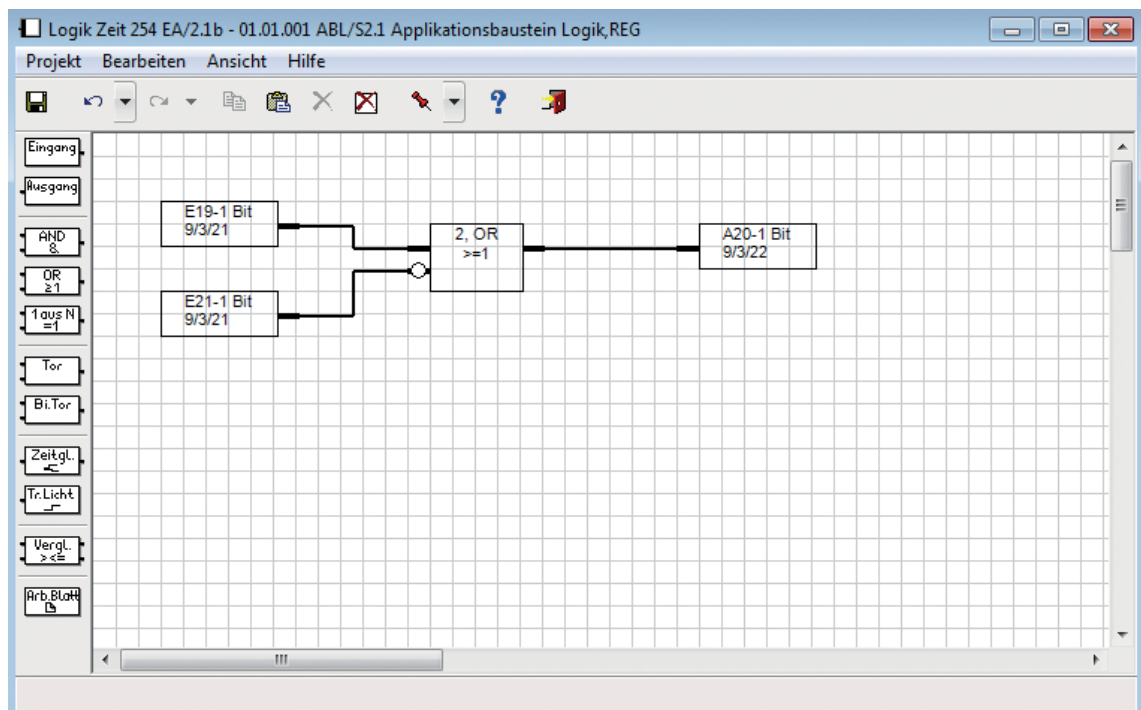 Logik Zeit 254 EA/2.1b - 01.01.001 ABL/S2.1 Applikationsbaustein Logik,REG
Projekt Bearbeiten Ansicht Hilfe
?
Eingang
Ausgang
AND
&
OR
≥1
1 aus N
=1
Tor
Bi.Tor
Zeitgl.
Tr.Licht
Vergl.
><=
Arb.Blatt
E19-1 Bit
9/3/21
2, OR
>=1
A20-1 Bit
9/3/22
E21-1 Bit
9/3/21